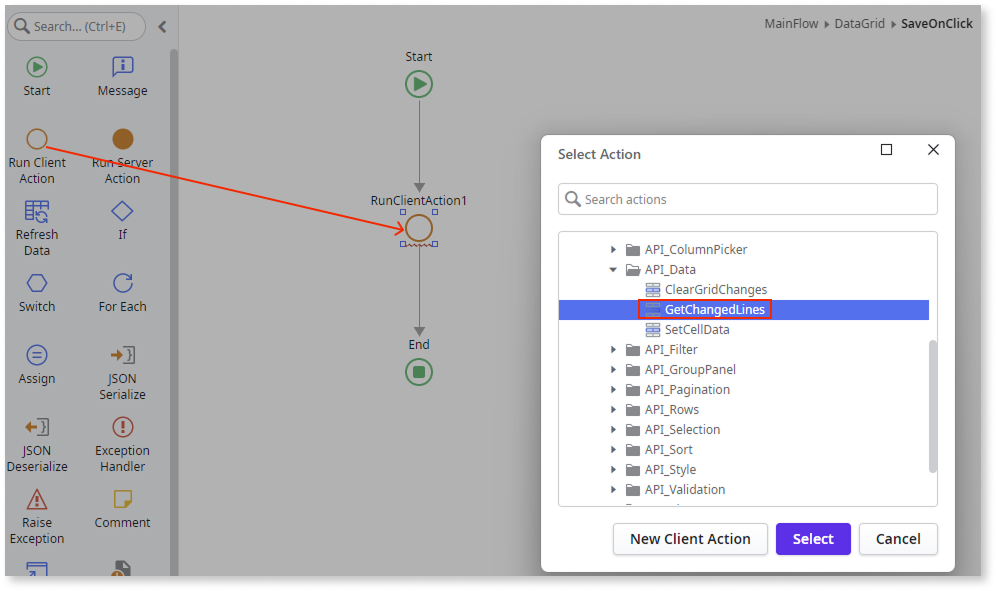 Search... (Ctrl+E)
MainFlow ▸ DataGrid ▸ SaveOnClick
Start
Message
Run Client
Action
Run Server
Action
Refresh
Data
If
Switch
For Each
Assign
JSON
Serialize
JSON
Deserialize
Exception
Handler
Raise
Exception
Comment
Start
RunClientAction1
End
Select Action
Search actions
API_ColumnPicker
API_Data
ClearGridChanges
GetChangedLines
SetCellData
API_Filter
API_GroupPanel
API_Pagination
API_Rows
API_Selection
API_Sort
API_Style
API_Validation
New Client Action
Select
Cancel